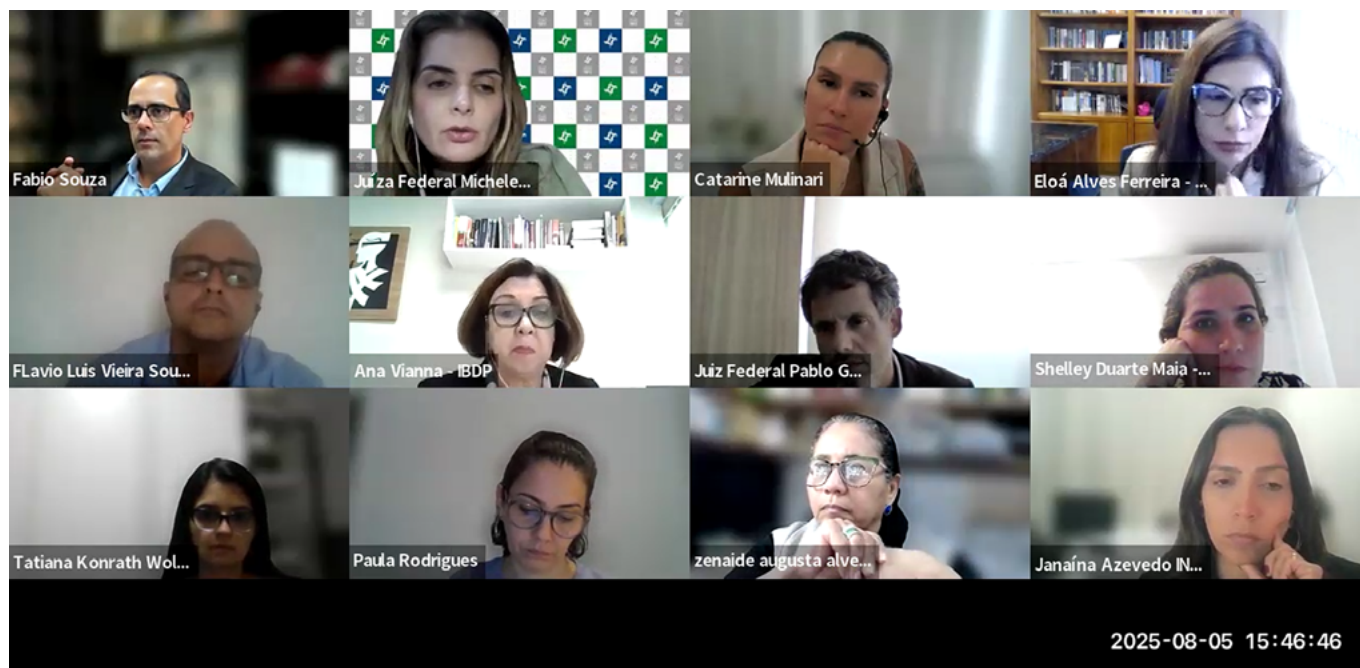 Fabio Souza
Juíza Federal Michele...
Catarine Mulinari
Eloá Alves Ferreira - ...
FLavio Luis Vieira Sou...
Ana Vianna - IBDP
Juiz Federal Pablo G...
Shelley Duarte Maia -...
Tatiana Konrath Wol...
Paula Rodrigues
zenaide augusta alve...
Janaína Azevedo IN...
2025-08-05 15:46:46